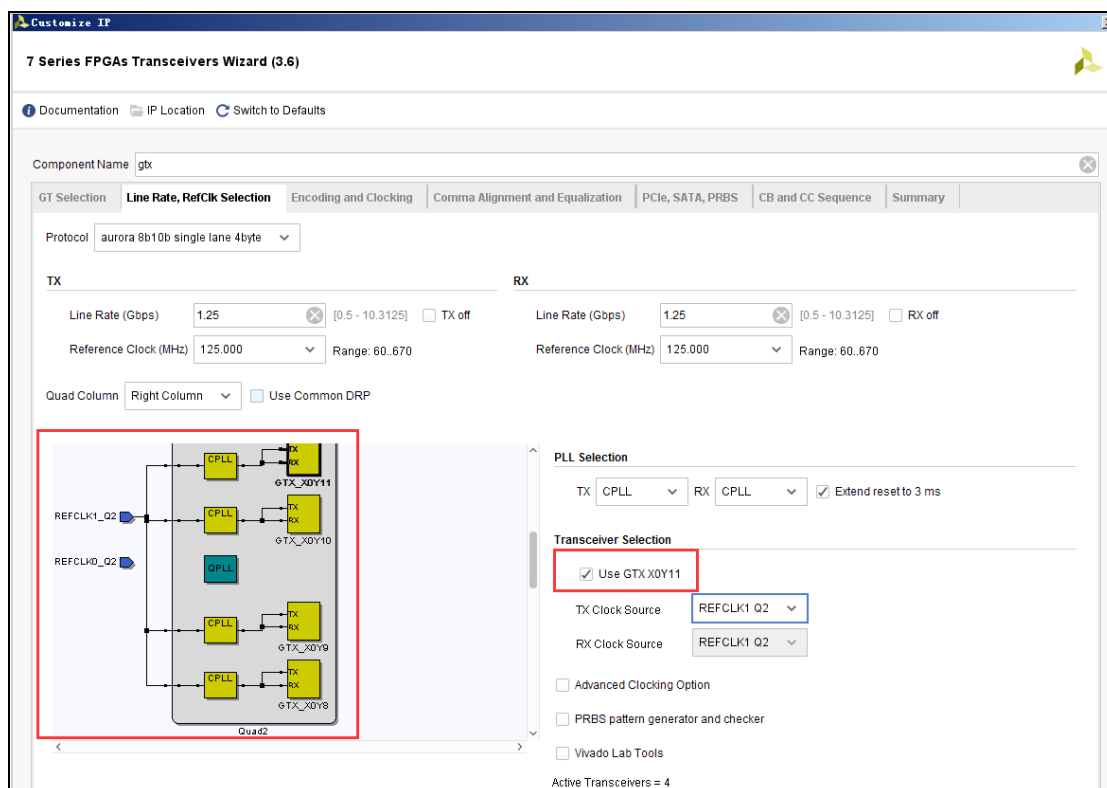 Customize IP
7 Series FPGAs Transceivers Wizard (3.6)
Documentation IP Location Switch to Defaults
Component Name gtx
GT Selection Line Rate, RefClk Selection Encoding and Clocking Comma Alignment and Equalization PCIe, SATA, PRBS CB and CC Sequence Summary
Protocol aurora 8b10b single lane 4byte
TX RX
Line Rate (Gbps) 1.25 [0.5 - 10.3125] TX off Line Rate (Gbps) 1.25 [0.5 - 10.3125] RX off
Reference Clock (MHz) 125.000 Range: 60..670 Reference Clock (MHz) 125.000 Range: 60..670
Quad Column Right Column Use Common DRP
CPLL TX
RX
GTX_X0Y11
REFCLK1_Q2 CPLL TX
RX
GTX_X0Y10
REFCLK0_Q2 QPLL
CPLL TX
RX
GTX_X0Y9
CPLL TX
RX
GTX_X0Y8
Quad2
PLL Selection
TX CPLL RX CPLL Extend reset to 3 ms
Transceiver Selection
Use GTX X0Y11
TX Clock Source REFCLK1 Q2
RX Clock Source REFCLK1 Q2
Advanced Clocking Option
PRBS pattern generator and checker
Vivado Lab Tools
Active Transceivers = 4